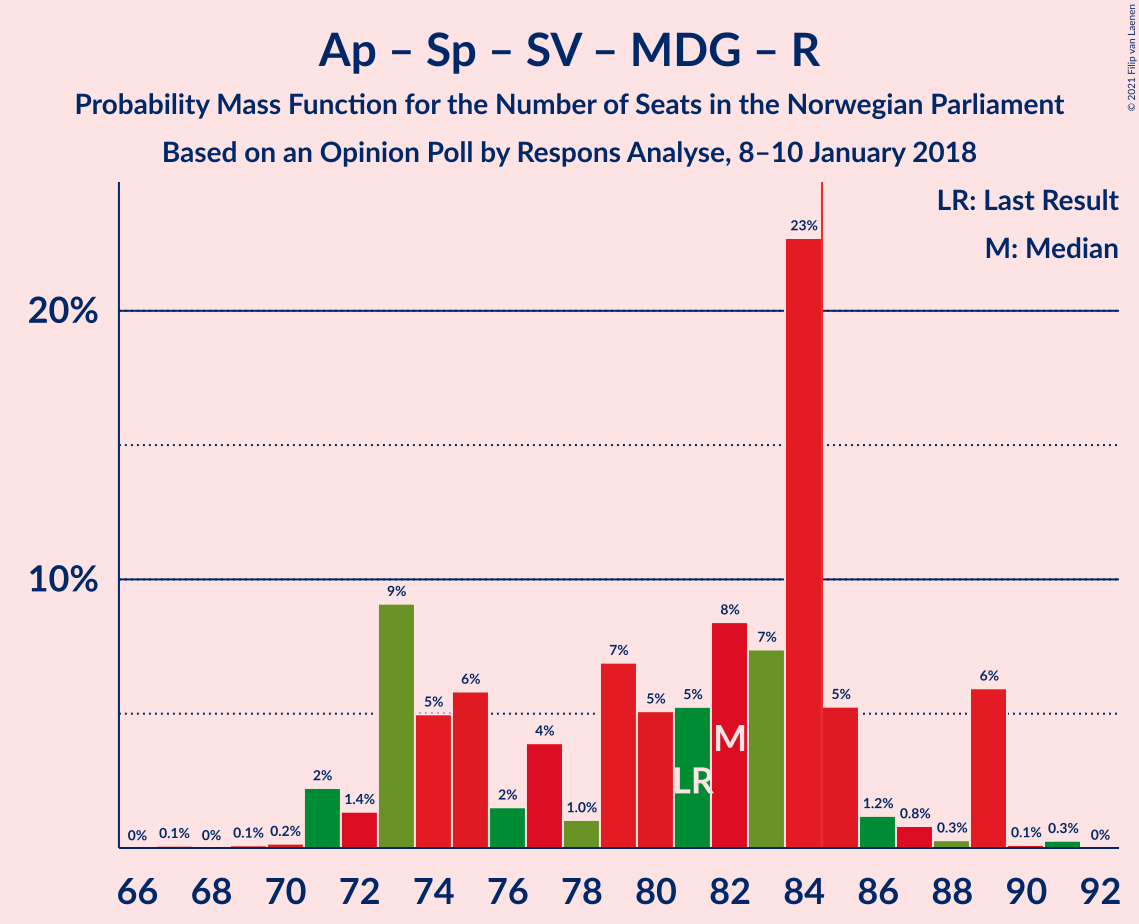 Ap – Sp – SV – MDG – R
Probability Mass Function for the Number of Seats in the Norwegian Parliament
Based on an Opinion Poll by Respons Analyse, 8–10 January 2018
© 2021 Filip van Laenen
LR: Last Result
M: Median
20%
10%
0% 0.1% 0% 0.1% 0.2% 2% 1.4% 9% 5% 6% 2% 4% 1.0% 7% 5% 5% 8% 7% 23% 5% 1.2% 0.8% 0.3% 6% 0.1% 0.3% 0%
M
LR
66 68 70 72 74 76 78 80 82 84 86 88 90 92